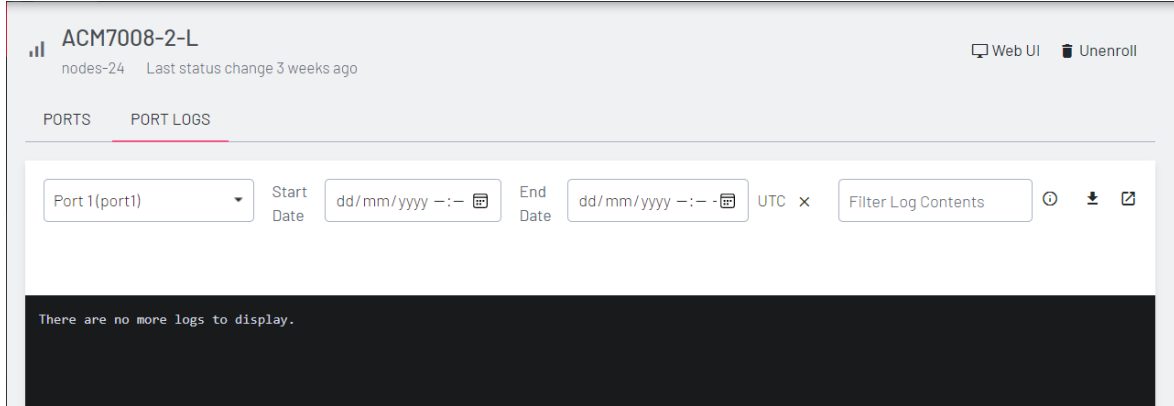 ACM7008-2-L
nodes-24 Last status change 3 weeks ago
Web UI Unenroll
PORTS PORT LOGS
Port 1(port1)
Start
Date
dd/mm/yyyy –:–
End
Date
dd/mm/yyyy –:– -
UTC ×
Filter Log Contents
There are no more logs to display.